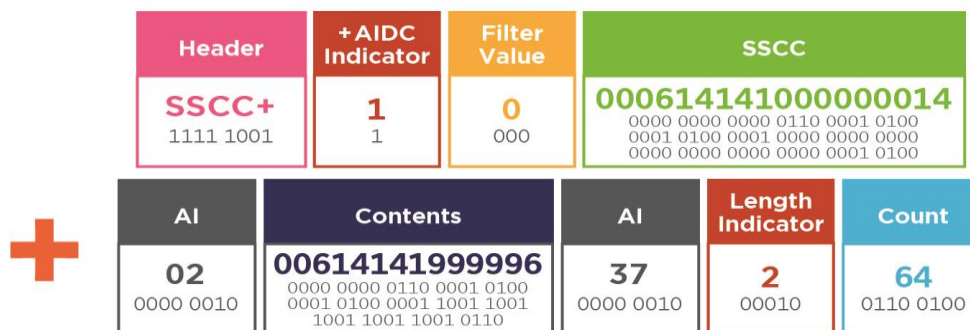 Header
+AIDC
Indicator
Filter
Value
SSCC
SSCC+
1111 1001
1
1
0
000
000614141000000014
0000 0000 0000 0110 0001 0100
0001 0100 0001 0000 0000 0000
0000 0000 0000 0000 0001 0100
AI
Contents
AI
Length
Indicator
Count
02
0000 0010
00614141999996
0000 0000 0110 0001 0100
0001 0100 0001 1001 1001
1001 1001 1001 0110
37
0000 0010
2
00010
64
0110 0100